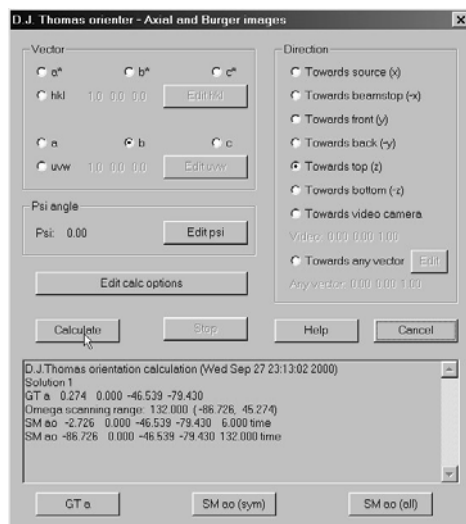 D.J. Thomas orienter - Axial and Burger images
Vector
a* b* c*
hkl 1.0 0.0 0.0 Edit hkl
a b c
uvw 1.0 0.0 0.0 Edit uvw
Psi angle
Psi: 0.00 Edit psi
Edit calc options
Direction
Towards source (x)
Towards beamstop (-x)
Towards front (y)
Towards back (-y)
Towards top (z)
Towards bottom (-z)
Towards video camera
Video: 0.00 0.00 1.00
Towards any vector Edit
Any vector: 0.00 0.00 1.00
Calculate Stop Help Cancel
D.J.Thomas orientation calculation (Wed Sep 27 23:13:02 2000)
Solution 1
GT a 0.274 0.000 -46.539 -79.430
Omega scanning range: 132.000 (-86.726, 45.274)
SM ao -2.726 0.000 -46.539 -79.430 6.000 time
SM ao -86.726 0.000 -46.539 -79.430 132.000 time
GT a SM ao (sym) SM ao (all)